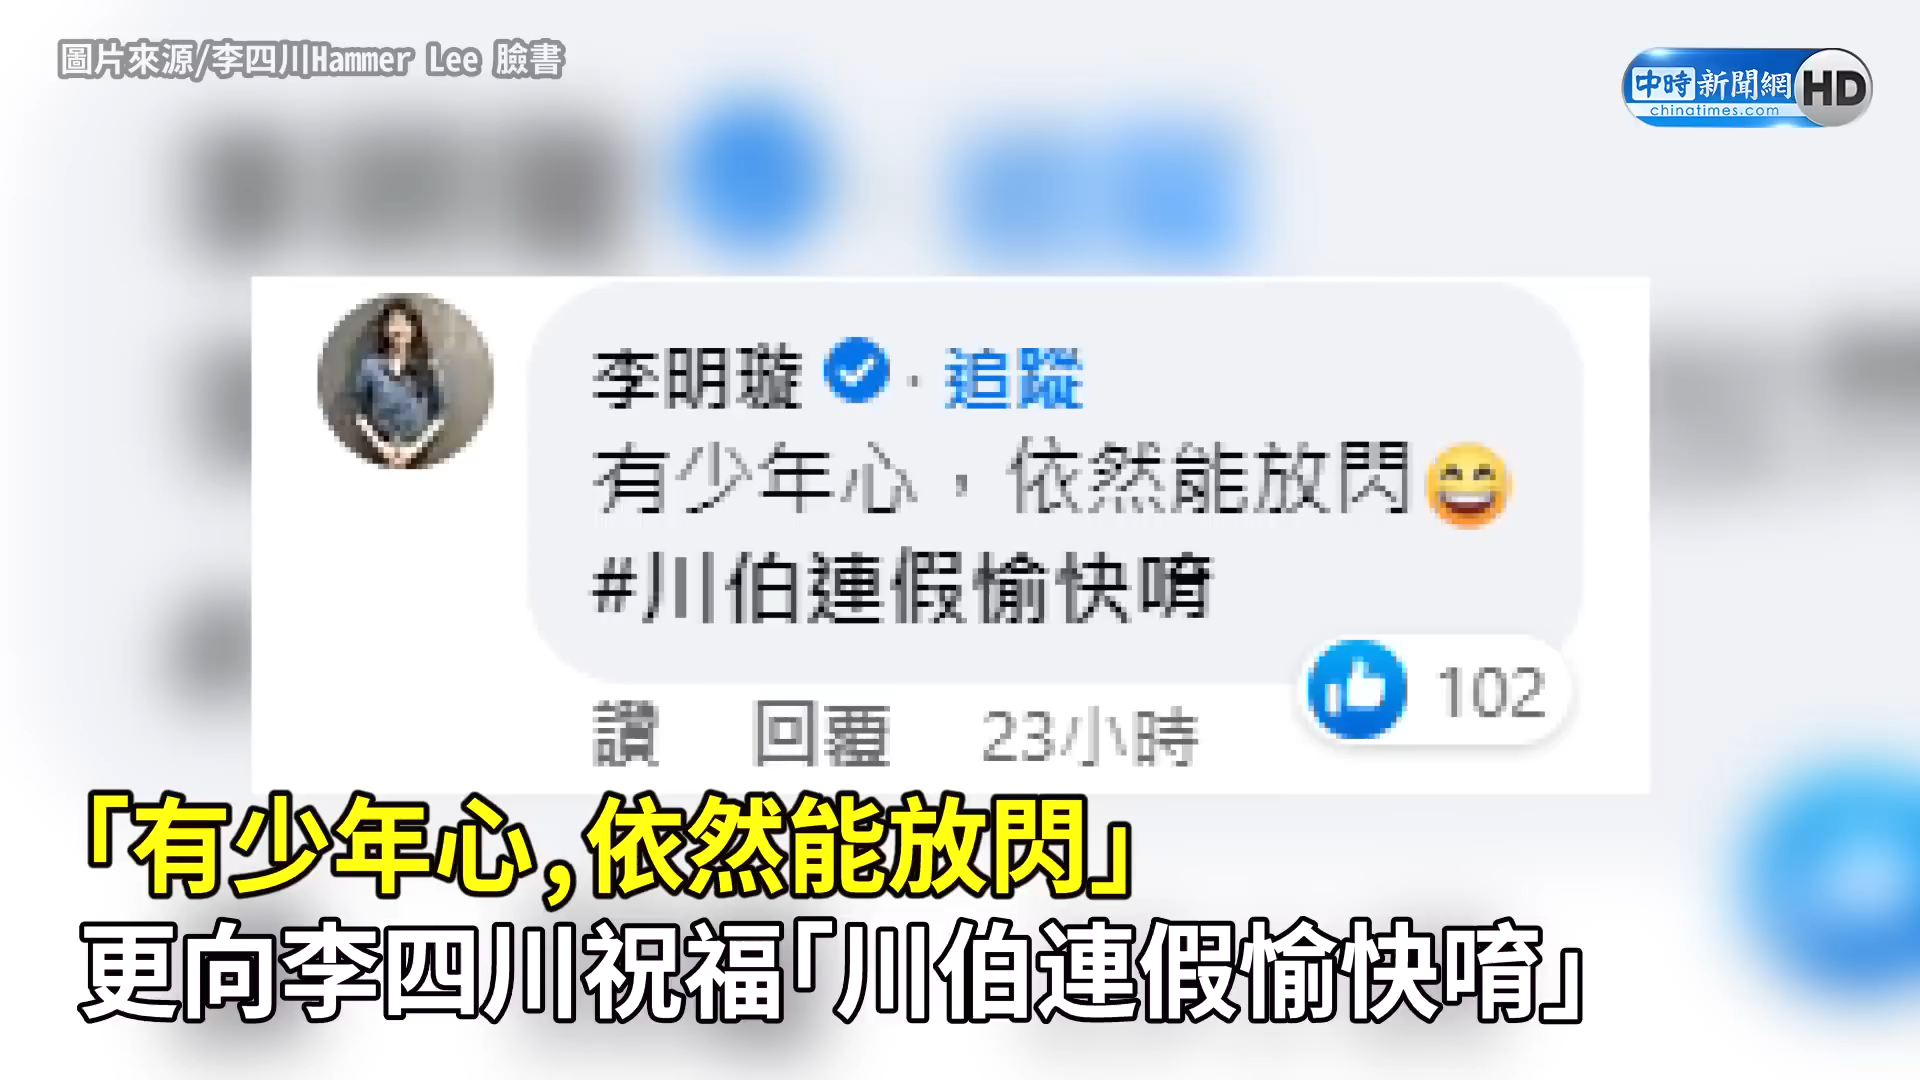 圖片來源/李四川Hammer Lee 臉書
中時新聞網HD
chinatimes.com
李明璇 · 追蹤
有少年心，依然能放閃😄
#川伯連假愉快唷
讚 回覆 23小時
102
「有少年心,依然能放閃」
更向李四川祝福「川伯連假愉快唷」